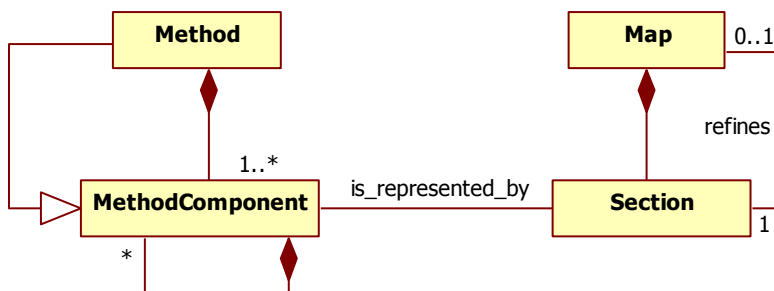 Method
Map
0..1
refines
1..*
is_represented_by
MethodComponent
Section
*
1